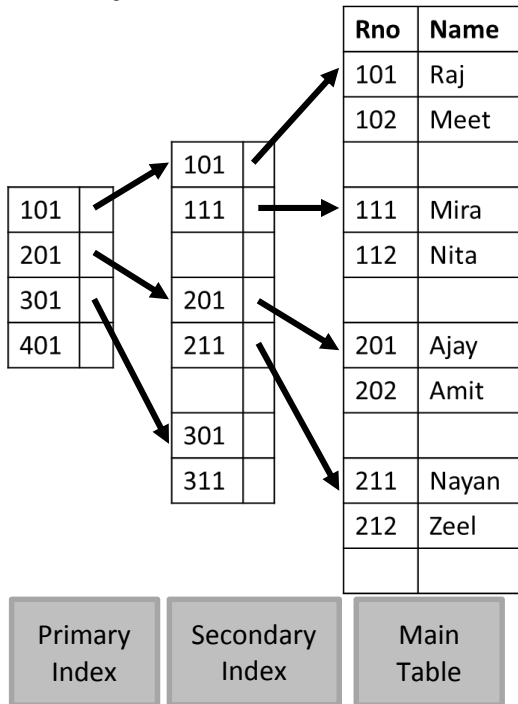 101
201
301
401
101
111
201
211
301
311
Rno Name
101 Raj
102 Meet
111 Mira
112 Nita
201 Ajay
202 Amit
211 Nayan
212 Zeel
Primary
Index
Secondary
Index
Main
Table